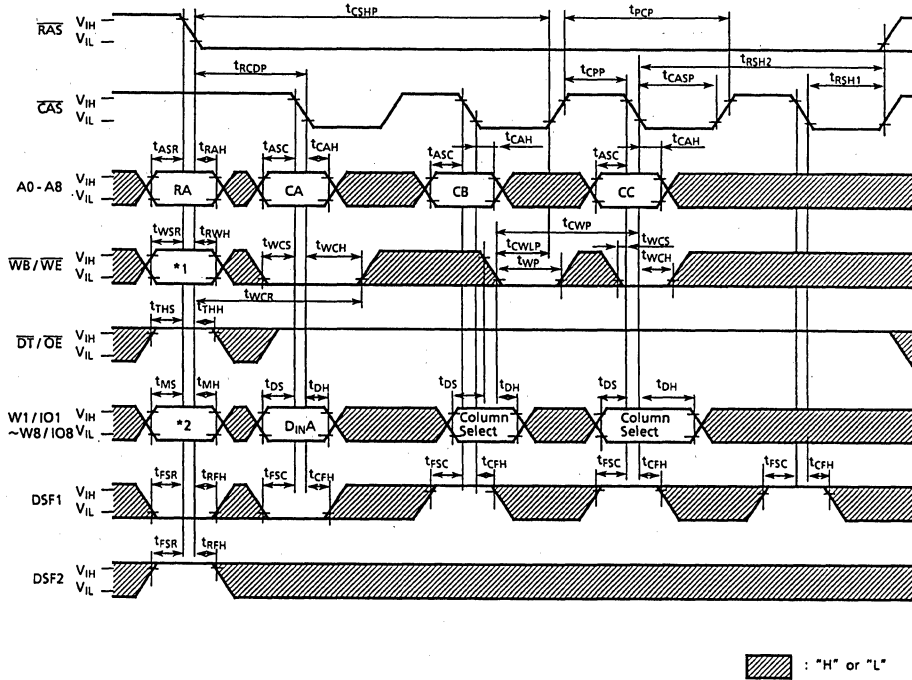 tCSHP tPCP
RAS VIH
VIL
tRCDP tRSH2
tCPP tCASP tRSH1
CAS VIH
VIL
tASR tRAH tASC tCAH tASC tCAH tASC tCAH
A0 - A8 VIH
VIL
RA CA CB CC
tCWP
tWSR tRWH tWCS tWCH tCWLP tWCS
tWP tWCH
WB / WE VIH
VIL
*1
tWCR
tTHS tTHH
DT / OE VIH
VIL
tMS tMH tDS tDH tDS tDH tDS tDH
W1 / IO1 VIH
~W8 / IO8 VIL
*2 DINA Column Select Column Select
tFSR tRFH tFSC tCFH tFSC tCFH tFSC tCFH tFSC tCFH
DSF1 VIH
VIL
tFSR tRFH
DSF2 VIH
VIL
: "H" or "L"